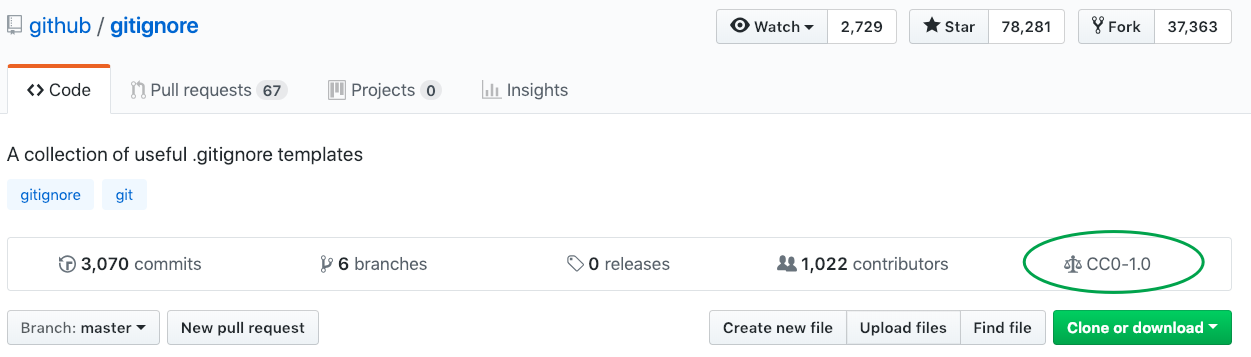 github / gitignore Watch 2,729 Star 78,281 Fork 37,363
<> Code Pull requests 67 Projects 0 Insights
A collection of useful .gitignore templates
gitignore git
3,070 commits 6 branches 0 releases 1,022 contributors CC0-1.0
Branch: master New pull request Create new file Upload files Find file Clone or download